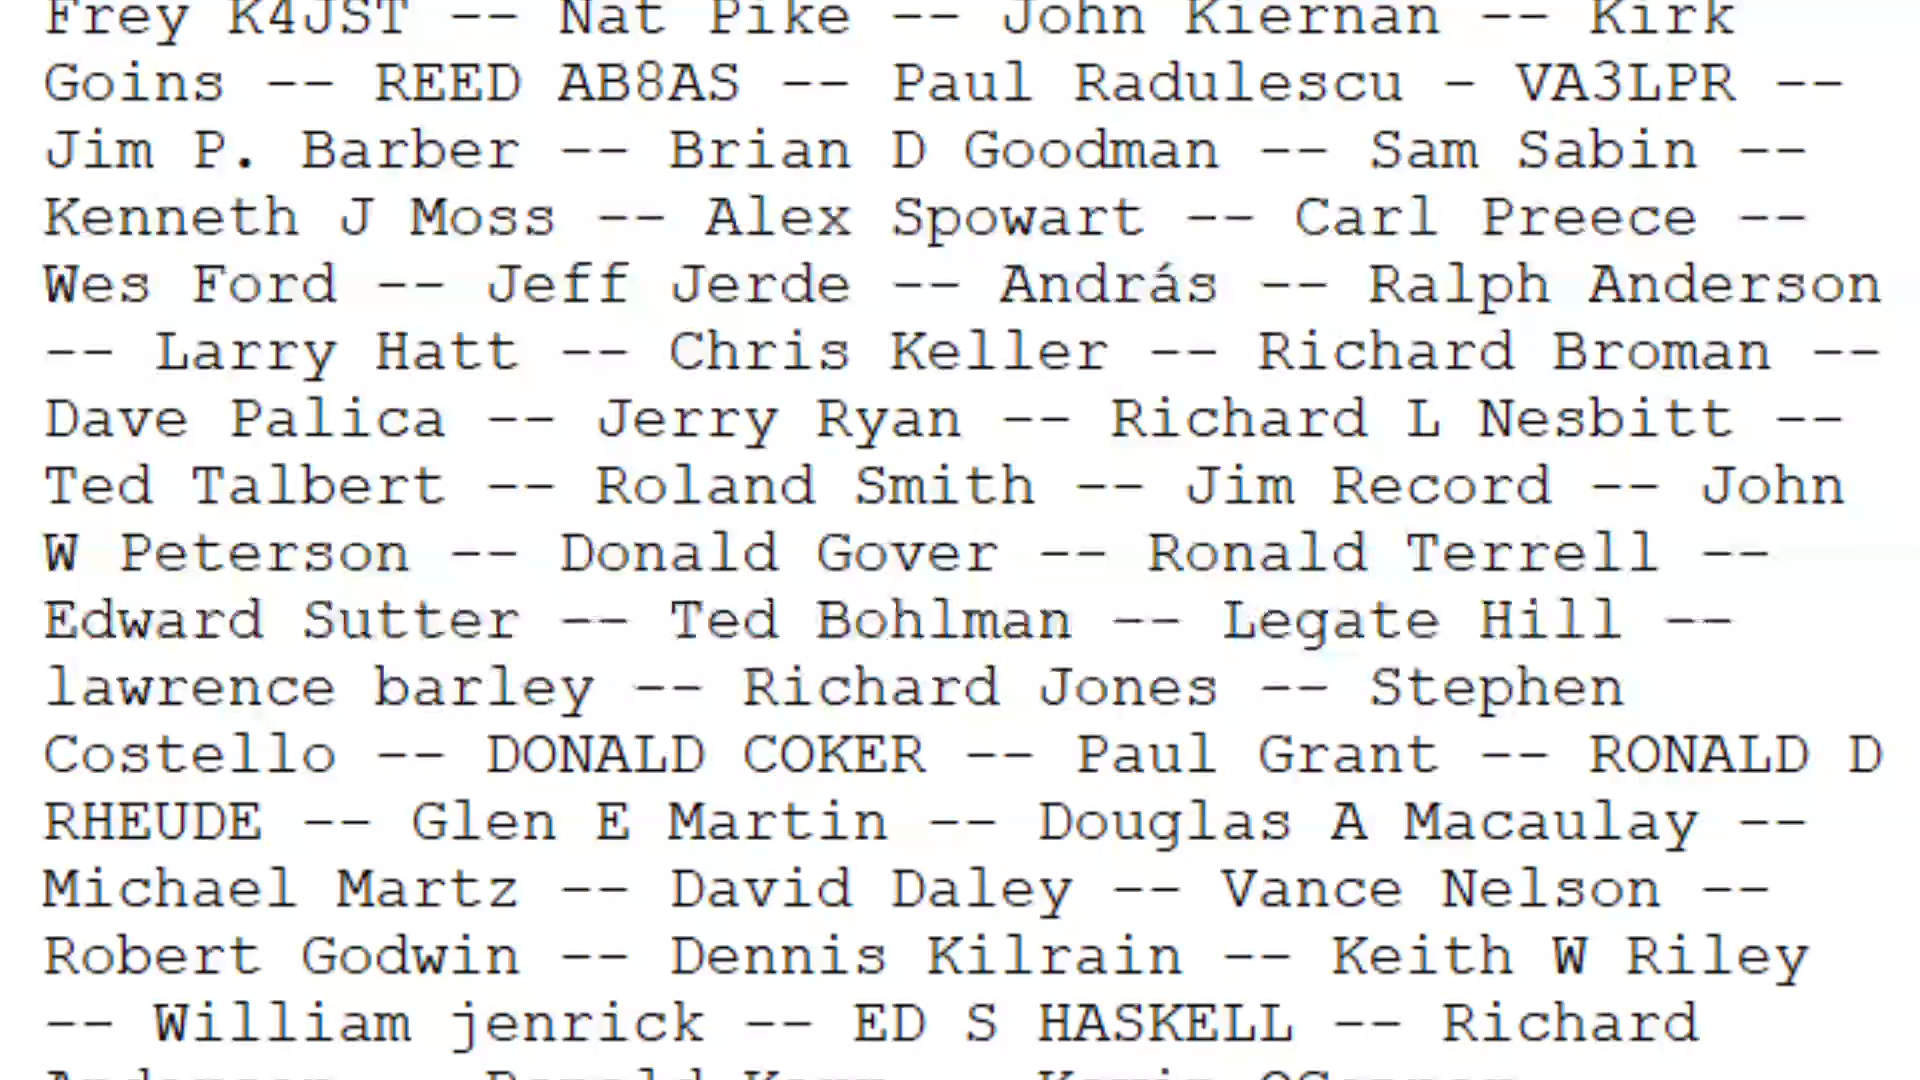 Frey K4JST -- Nat Pike -- John Kiernan -- Kirk
Goins -- REED AB8AS -- Paul Radulescu - VA3LPR --
Jim P. Barber -- Brian D Goodman -- Sam Sabin --
Kenneth J Moss -- Alex Spowart -- Carl Preece --
Wes Ford -- Jeff Jerde -- András -- Ralph Anderson
-- Larry Hatt -- Chris Keller -- Richard Broman --
Dave Palica -- Jerry Ryan -- Richard L Nesbitt --
Ted Talbert -- Roland Smith -- Jim Record -- John
W Peterson -- Donald Gover -- Ronald Terrell --
Edward Sutter -- Ted Bohlman -- Legate Hill --
lawrence barley -- Richard Jones -- Stephen
Costello -- DONALD COKER -- Paul Grant -- RONALD D
RHEUDE -- Glen E Martin -- Douglas A Macaulay --
Michael Martz -- David Daley -- Vance Nelson --
Robert Godwin -- Dennis Kilrain -- Keith W Riley
-- William jenrick -- ED S HASKELL -- Richard